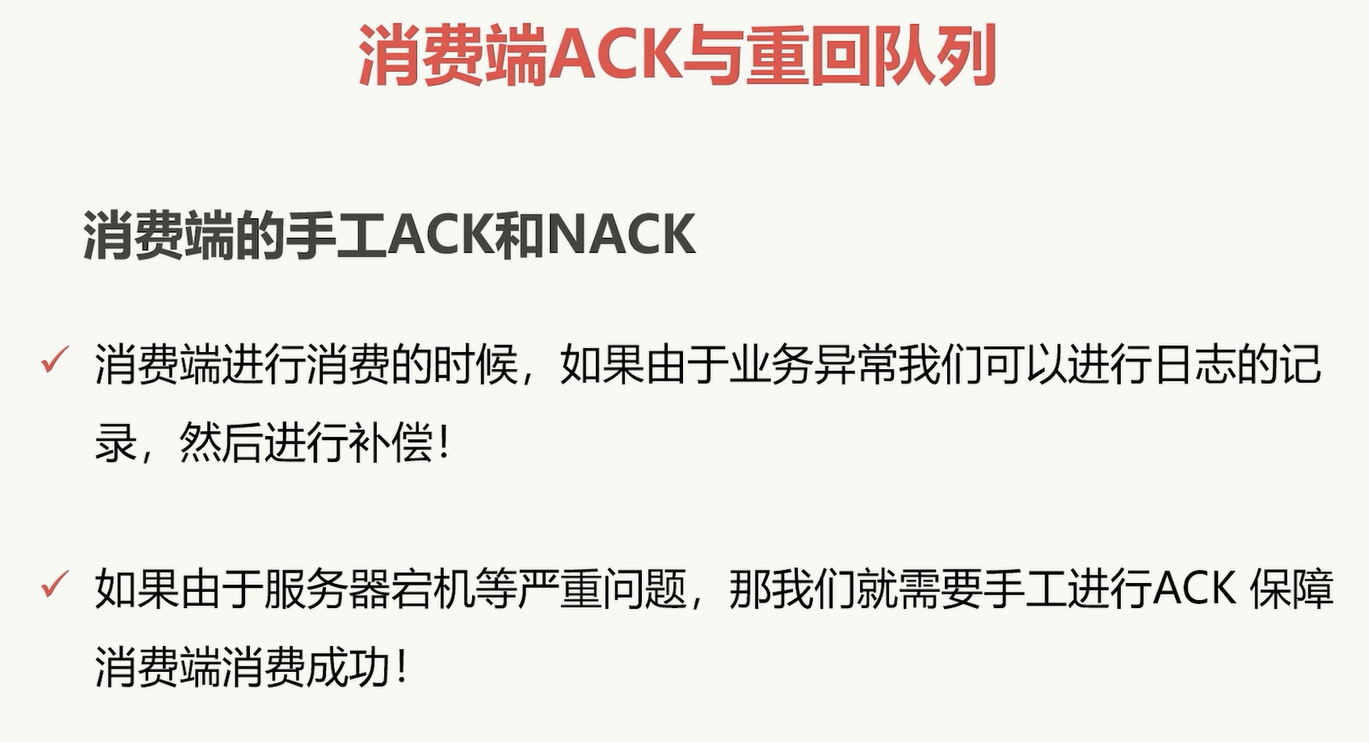 消费端ACK与重回队列
消费端的手工ACK和NACK
消费端进行消费的时候，如果由于业务异常我们可以进行日志的记
录，然后进行补偿！
如果由于服务器宕机等严重问题，那我们就需要手工进行ACK 保障
消费端消费成功！